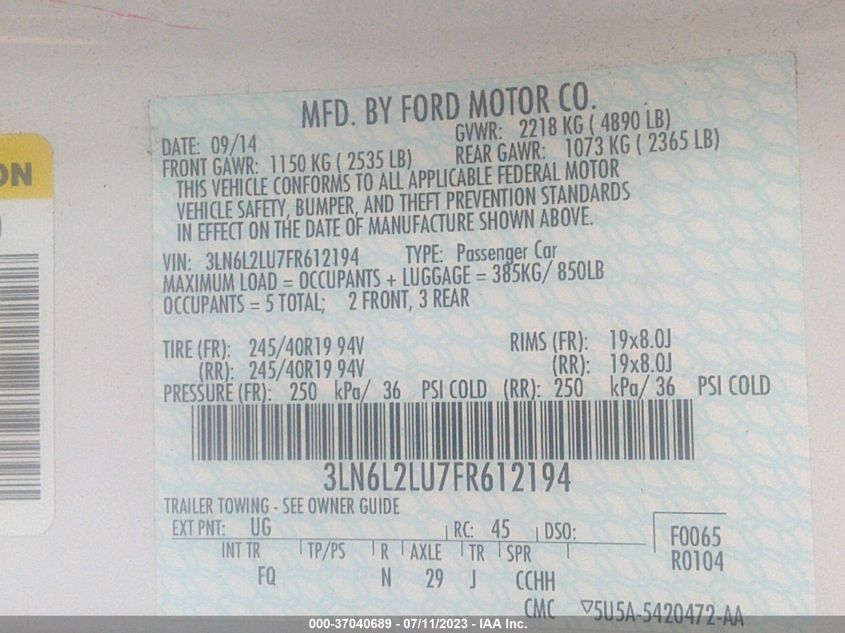 ON
MFD. BY FORD MOTOR CO.
DATE: 09/14 GVWR: 2218 KG ( 4890 LB)
FRONT GAWR: 1150 KG ( 2535 LB) REAR GAWR: 1073 KG ( 2365 LB)
THIS VEHICLE CONFORMS TO ALL APPLICABLE FEDERAL MOTOR
VEHICLE SAFETY, BUMPER, AND THEFT PREVENTION STANDARDS
IN EFFECT ON THE DATE OF MANUFACTURE SHOWN ABOVE.
VIN: 3LN6L2LU7FR612194 TYPE: Passenger Car
MAXIMUM LOAD = OCCUPANTS + LUGGAGE = 385KG/ 850LB
OCCUPANTS = 5 TOTAL; 2 FRONT, 3 REAR
TIRE (FR): 245/40R19 94V RIMS (FR): 19x8.0J
(RR): 245/40R19 94V (RR): 19x8.0J
PRESSURE (FR): 250 kPa/ 36 PSI COLD (RR): 250 kPa/ 36 PSI COLD
3LN6L2LU7FR612194
TRAILER TOWING - SEE OWNER GUIDE
EXT PNT: UG RC: 45 DSO: F0065
INT TR TP/PS R AXLE TR SPR R0104
FQ N 29 J CCHH
CMC ▽5U5A-5420472-AA
000-37040689 - 07/11/2023 - IAA Inc.